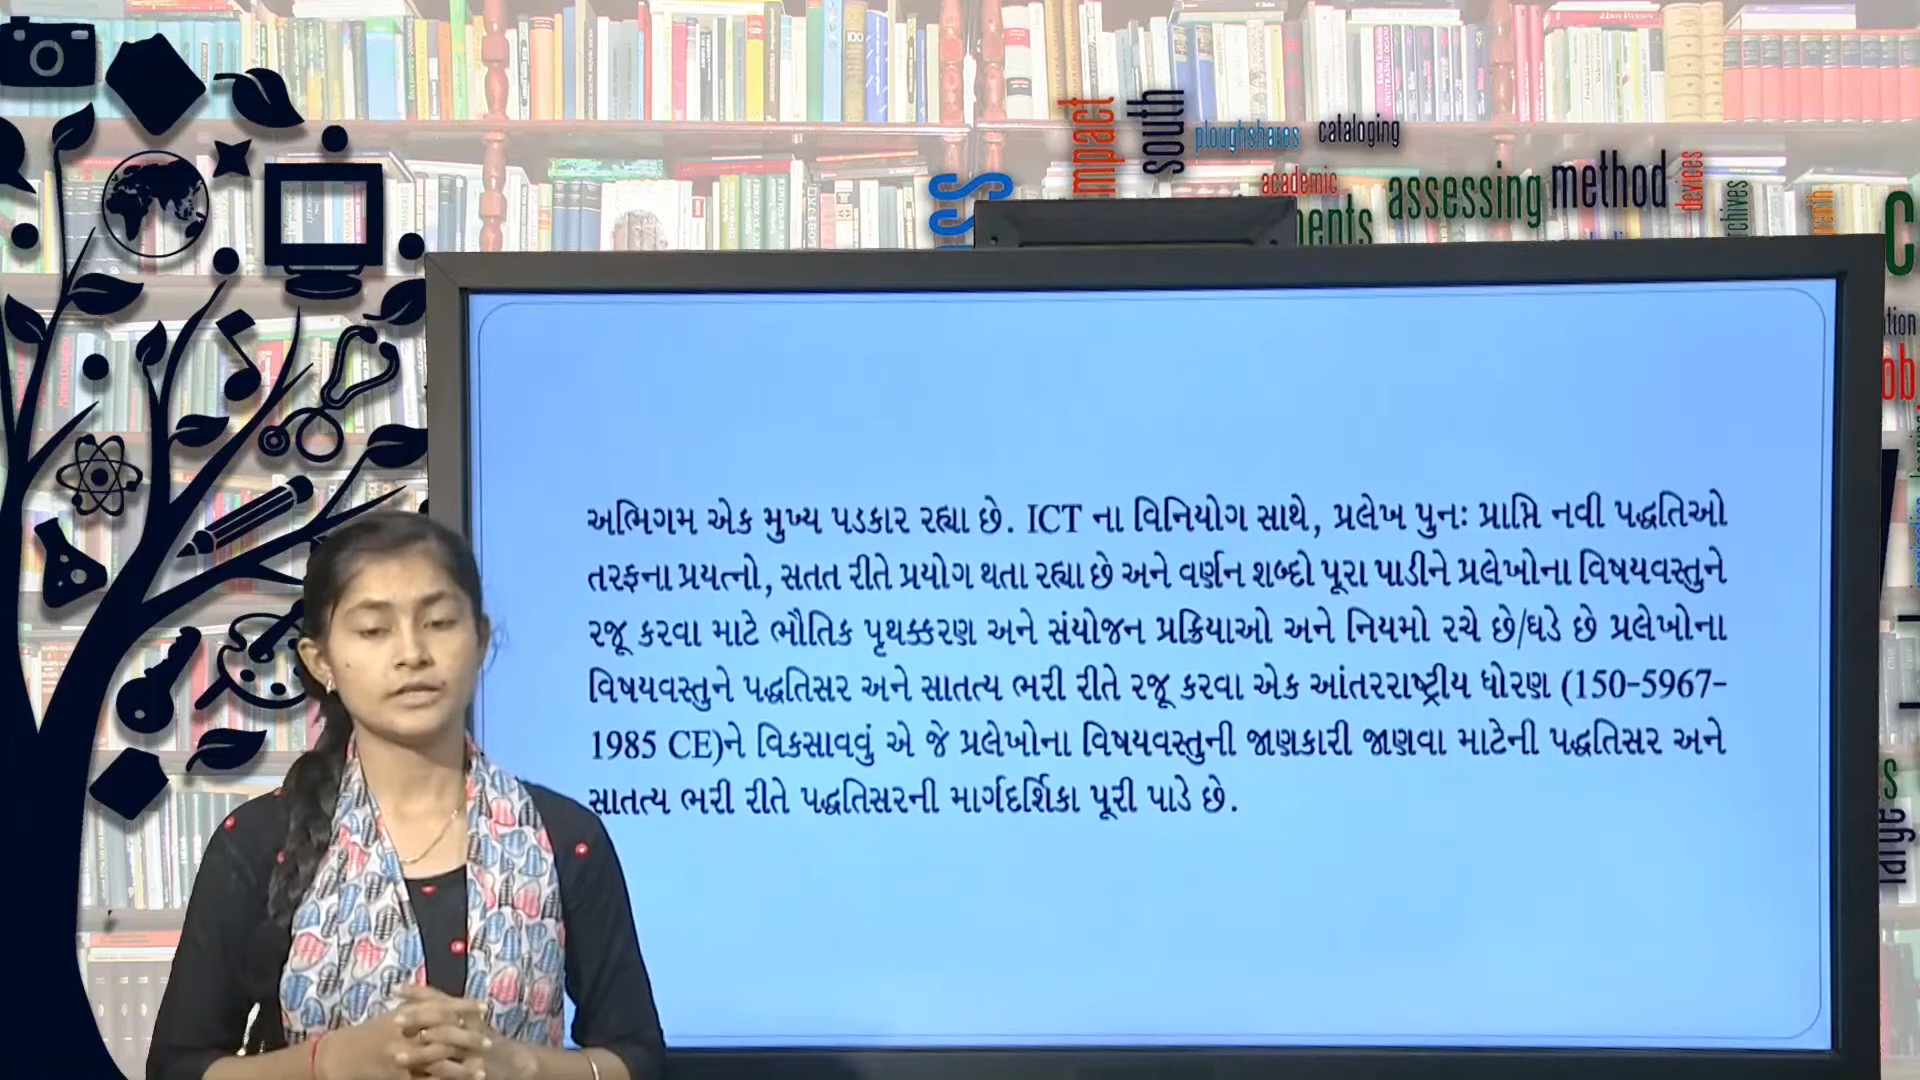 impact
south
ploughshares
cataloging
academic
assessing
method
devices
અભિગમ એક મુખ્ય પડકાર રહ્યા છે. ICT ના વિનિયોગ સાથે, પ્રલેખ પુનઃ પ્રાપ્તિ નવી પદ્ધતિઓ
તરફના પ્રયત્નો, સતત રીતે પ્રયોગ થતા રહ્યા છે અને વર્ણન શબ્દો પૂરા પાડીને પ્રલેખોના વિષયવસ્તુને
રજૂ કરવા માટે ભૌતિક પૃથક્કરણ અને સંયોજન પ્રક્રિયાઓ અને નિયમો રચે છે/ઘડે છે પ્રલેખોના
વિષયવસ્તુને પદ્ધતિસર અને સાતત્ય ભરી રીતે રજૂ કરવા એક આંતરરાષ્ટ્રીય ધોરણ (150-5967-
1985 CE)ને વિકસાવવું એ જે પ્રલેખોના વિષયવસ્તુની જાણકારી જાણવા માટેની પદ્ધતિસર અને
સાતત્ય ભરી રીતે પદ્ધતિસરની માર્ગદર્શિકા પૂરી પાડે છે.
large